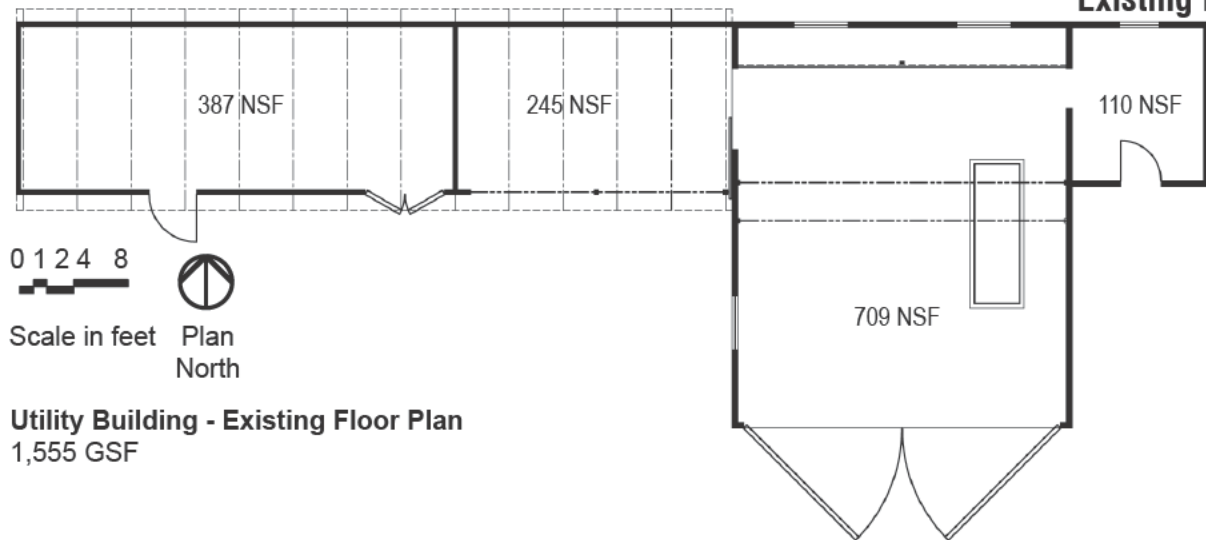 Existing
387 NSF
245 NSF
110 NSF
0 1 2 4 8
Scale in feet
Plan
North
709 NSF
Utility Building - Existing Floor Plan
1,555 GSF